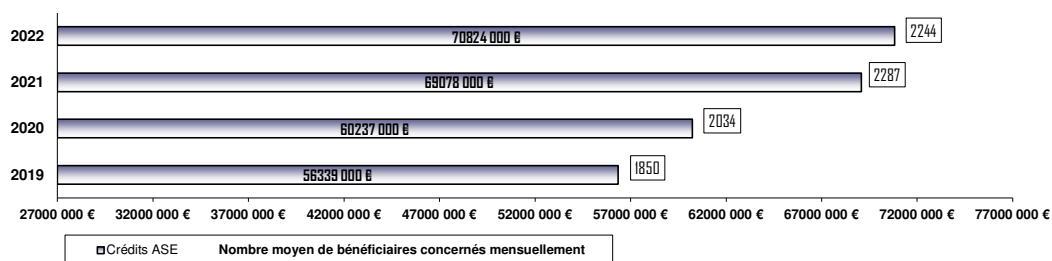 2022 70824 000 € 2244
2021 69078 000 € 2287
2020 60237 000 € 2034
2019 56339 000 € 1850
27000 000 € 32000 000 € 37000 000 € 42000 000 € 47000 000 € 52000 000 € 57000 000 € 62000 000 € 67000 000 € 72000 000 € 77000 000 €
Crédits ASE Nombre moyen de bénéficiaires concernés mensuellement